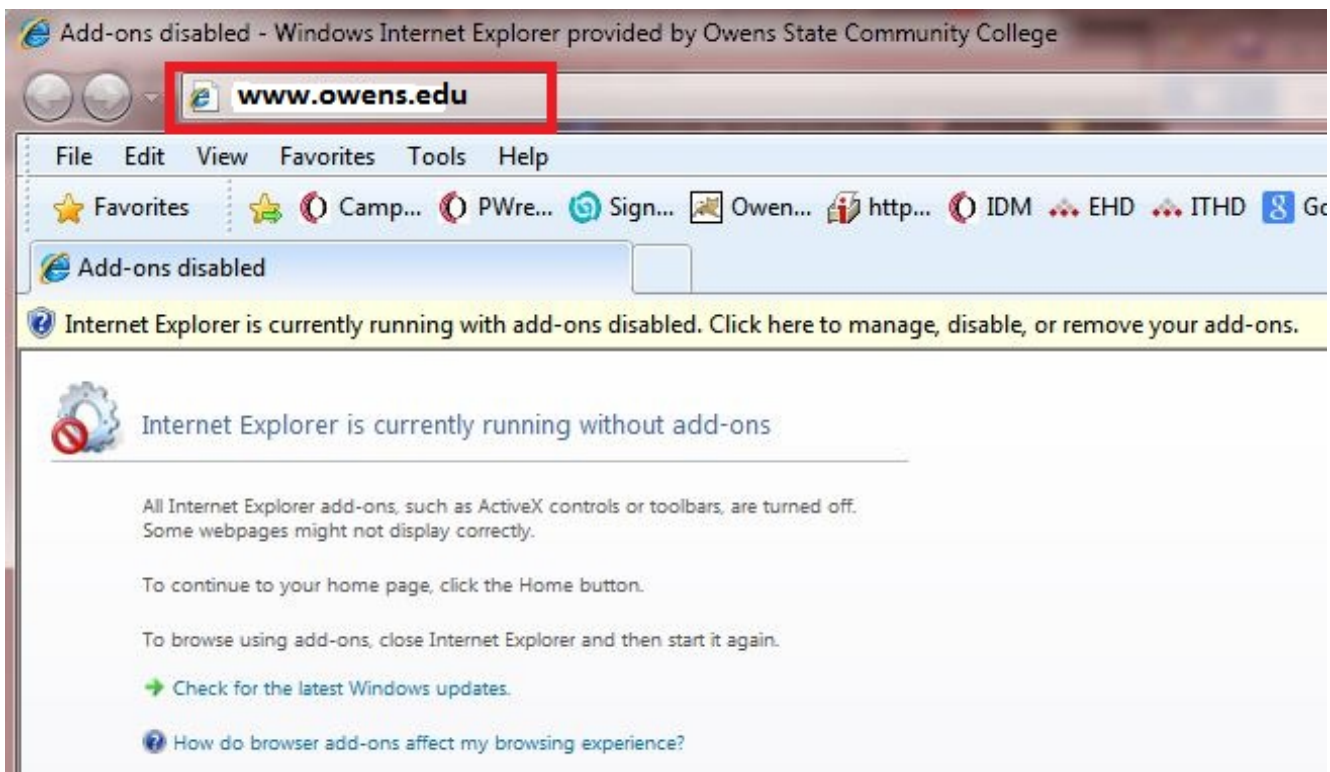 Add-ons disabled - Windows Internet Explorer provided by Owens State Community College
www.owens.edu
File Edit View Favorites Tools Help
Favorites Camp... PWre... Sign... Owen... http... IDM EHD ITHD Go
Add-ons disabled
Internet Explorer is currently running with add-ons disabled. Click here to manage, disable, or remove your add-ons.
Internet Explorer is currently running without add-ons
All Internet Explorer add-ons, such as ActiveX controls or toolbars, are turned off.
Some webpages might not display correctly.
To continue to your home page, click the Home button.
To browse using add-ons, close Internet Explorer and then start it again.
Check for the latest Windows updates.
How do browser add-ons affect my browsing experience?